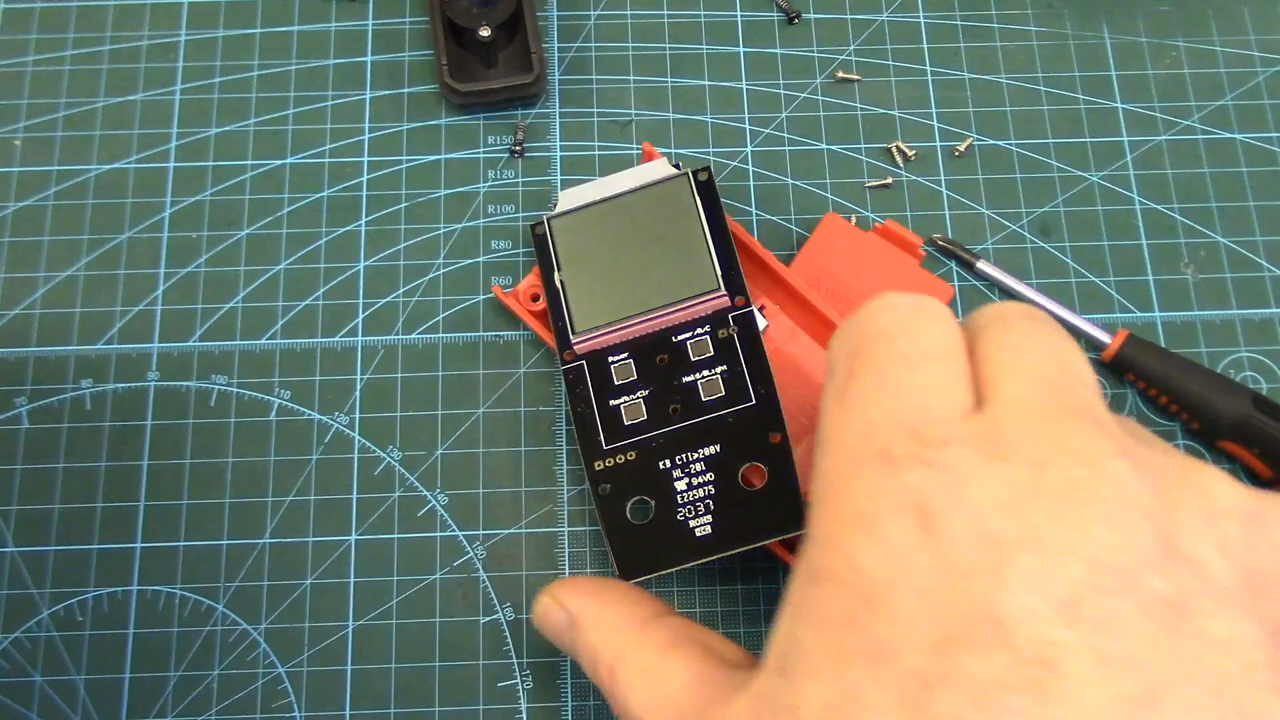 R150
R120
R100
R80
R60
Laser/R/C
Power
Hold/BLight
KB CTI≥200V
HL-201
94V0
E225875
2037
ROHS
80
90
100
110
120
130
140
150
160
170
70